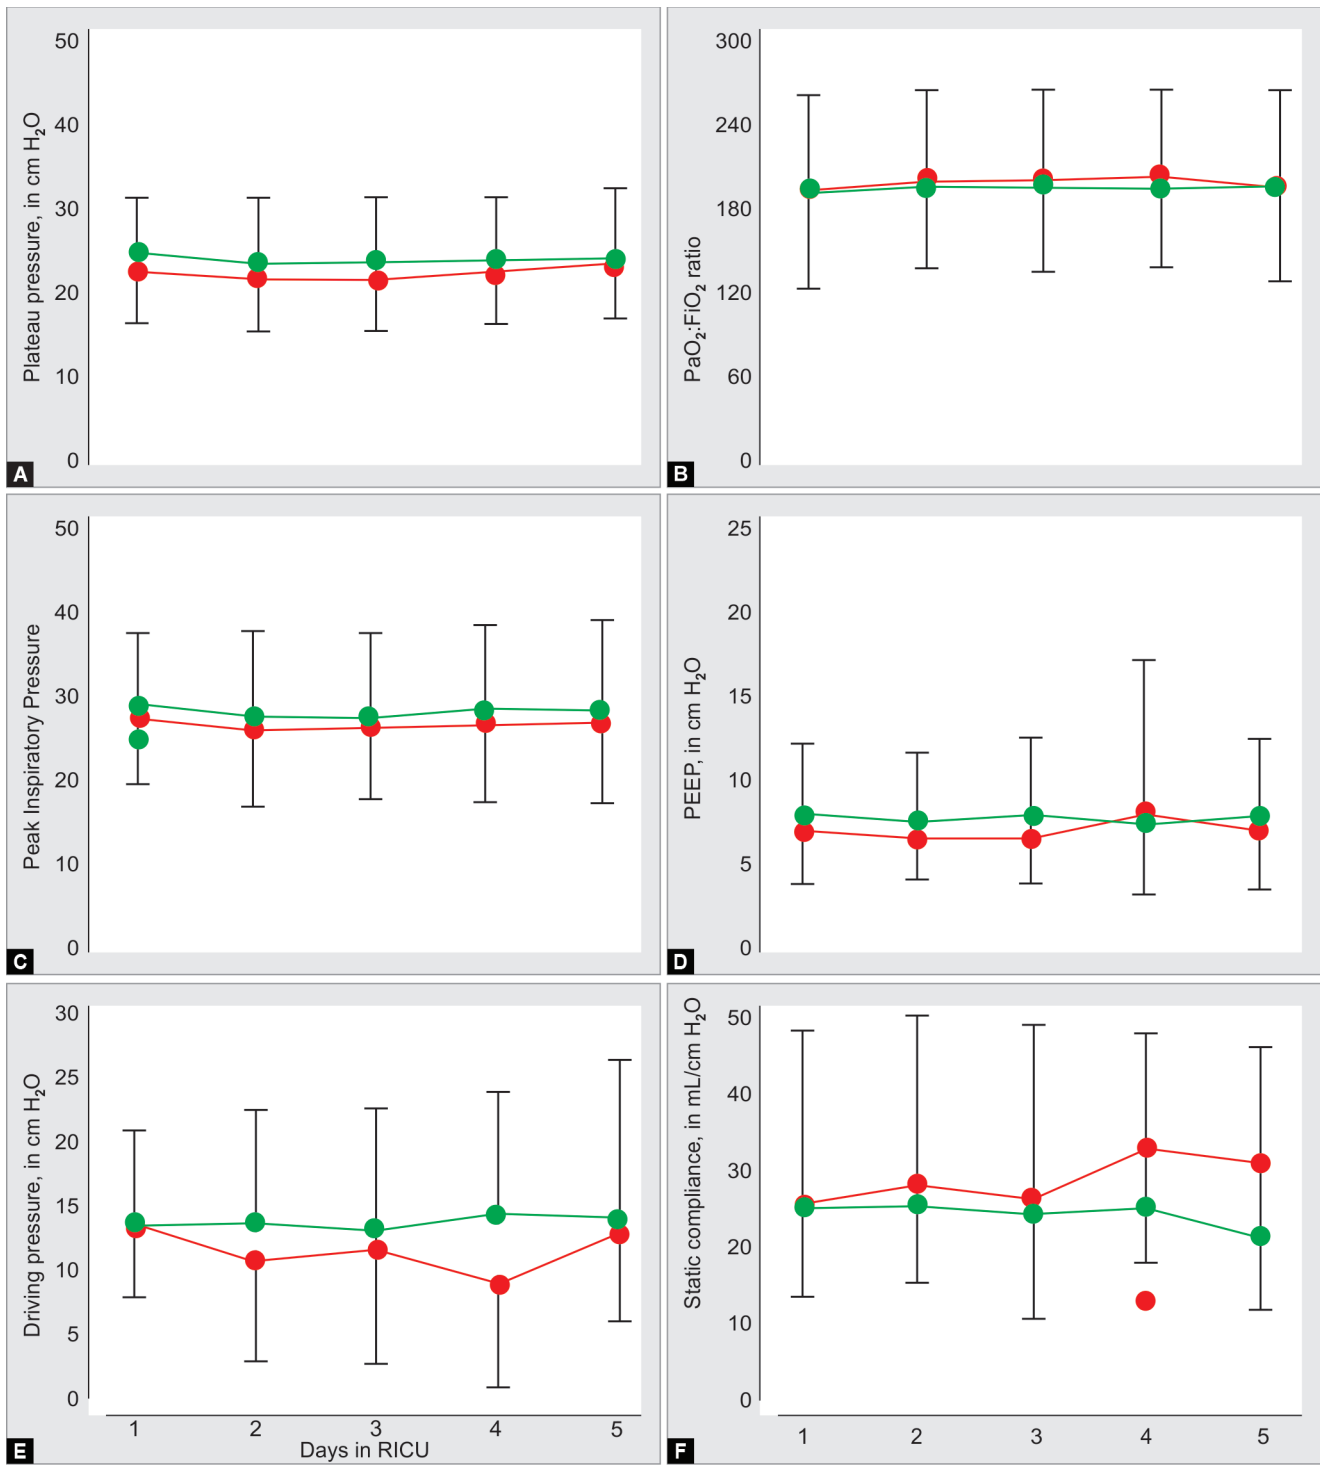 50
40
30
20
10
0
Plateau pressure, in cm H₂O
A
300
240
180
120
60
0
PaO₂:FiO₂ ratio
B
50
40
30
20
10
0
Peak Inspiratory Pressure
C
25
20
15
10
5
0
PEEP, in cm H₂O
D
30
25
20
15
10
5
0
Driving pressure, in cm H₂O
1 2 3 4 5
Days in RICU
E
50
40
30
20
10
0
Static compliance, in mL/cm H₂O
1 2 3 4 5
F